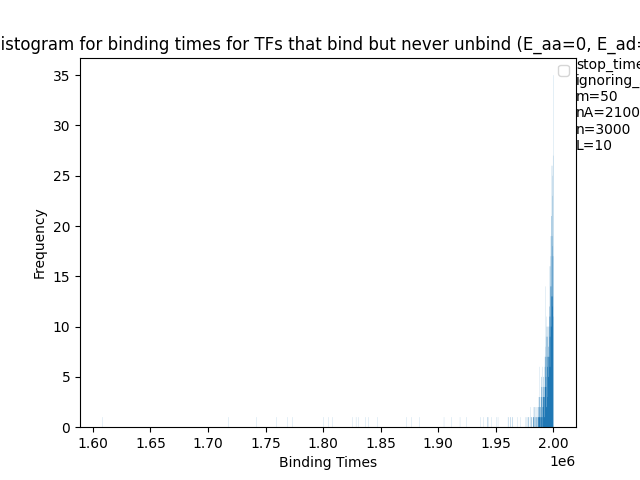 istogram for binding times for TFs that bind but never unbind (E_aa=0, E_ad=
stop_time
ignoring_
m=50
nA=2100
n=3000
L=10
Frequency
35
30
25
20
15
10
5
0
1.60 1.65 1.70 1.75 1.80 1.85 1.90 1.95 2.00
1e6
Binding Times